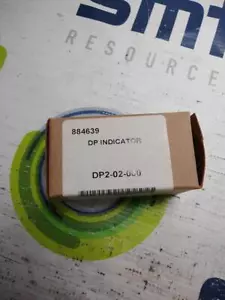 smt
RESOURCE
884639
DP INDICATOR
DP2-02-000